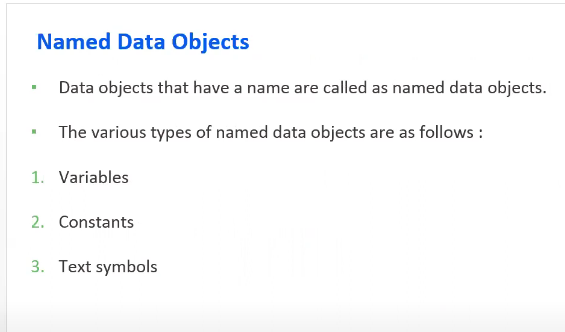 Named Data Objects
▪ Data objects that have a name are called as named data objects.
▪ The various types of named data objects are as follows :
1. Variables
2. Constants
3. Text symbols